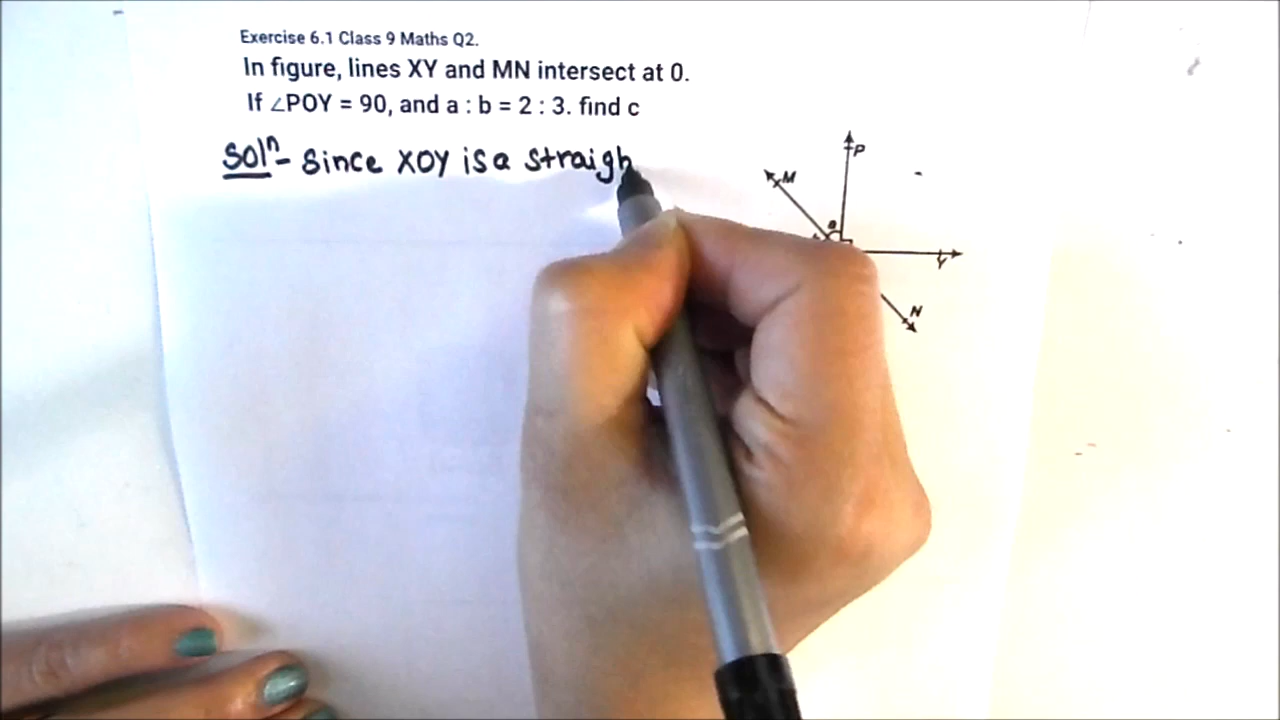 Exercise 6.1 Class 9 Maths Q2.
In figure, lines XY and MN intersect at 0.
If ∠POY = 90, and a : b = 2 : 3. find c
Solⁿ- Since XOY is a straigh
P
M
a
Y
N